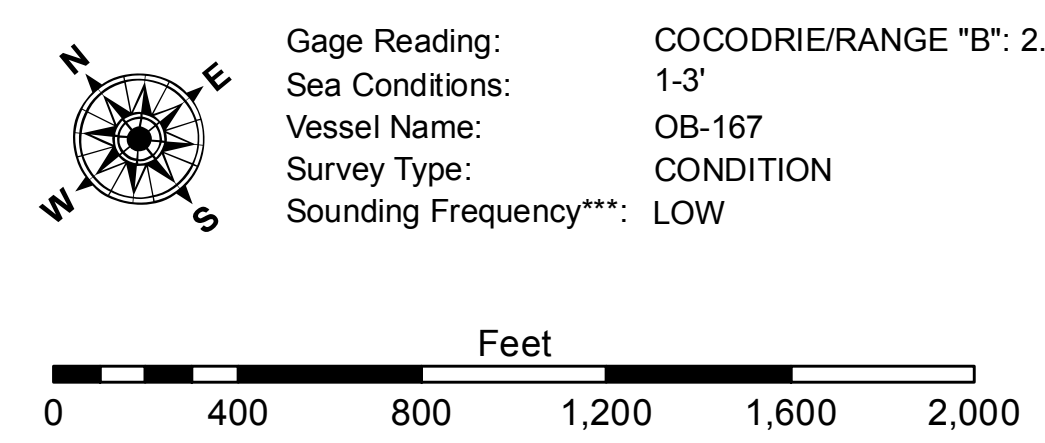 N
E
W
S
Gage Reading: COCODRIE/RANGE "B": 2.
Sea Conditions: 1-3'
Vessel Name: OB-167
Survey Type: CONDITION
Sounding Frequency***: LOW
Feet
0 400 800 1,200 1,600 2,000